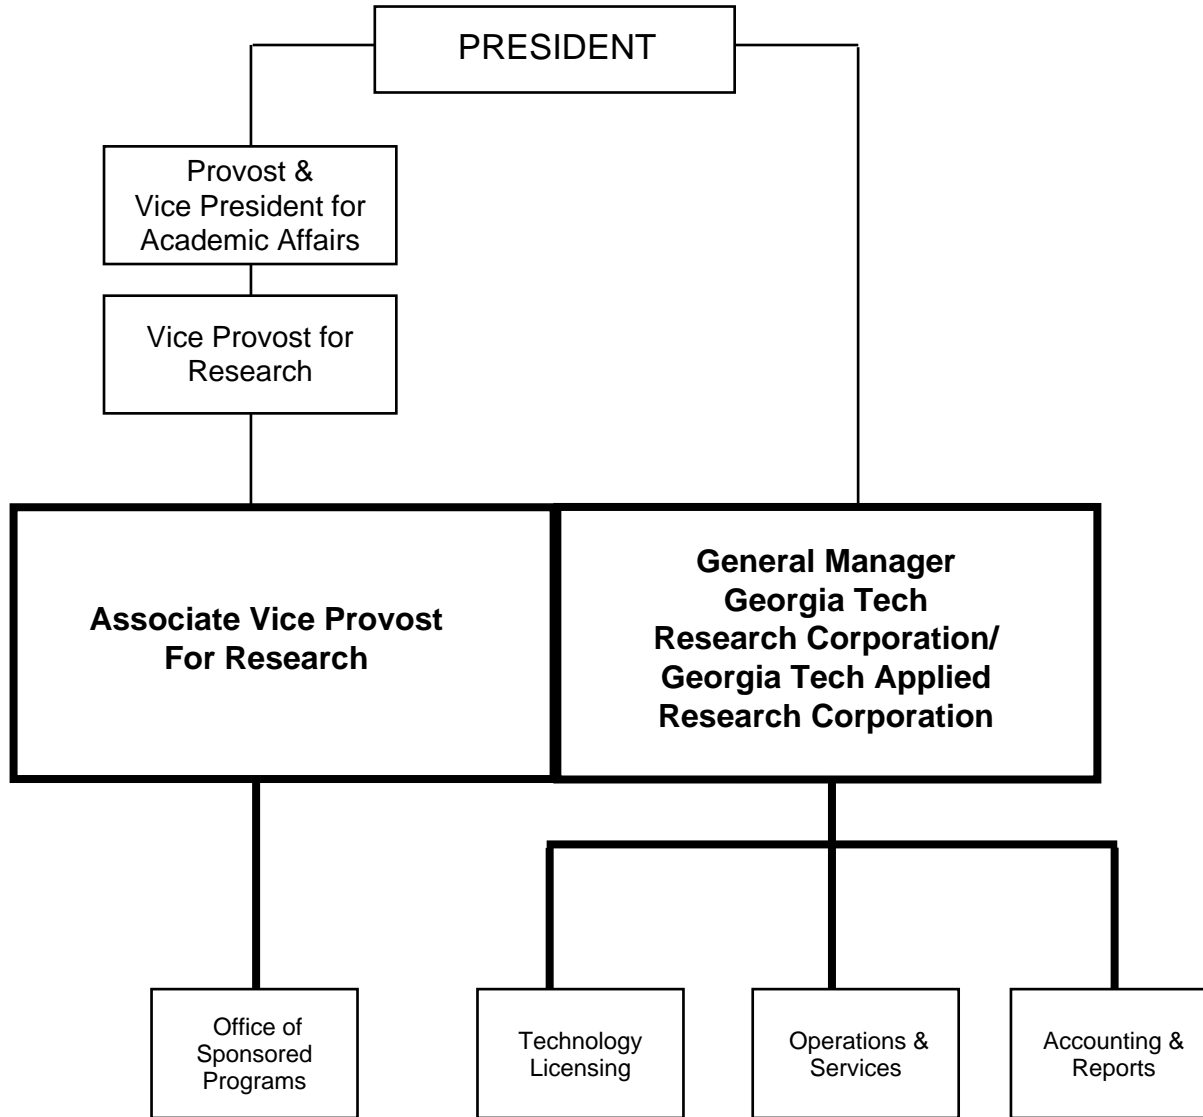 PRESIDENT
Provost &
Vice President for
Academic Affairs
Vice Provost for
Research
Associate Vice Provost
For Research
General Manager
Georgia Tech
Research Corporation/
Georgia Tech Applied
Research Corporation
Office of
Sponsored
Programs
Technology
Licensing
Operations &
Services
Accounting &
Reports